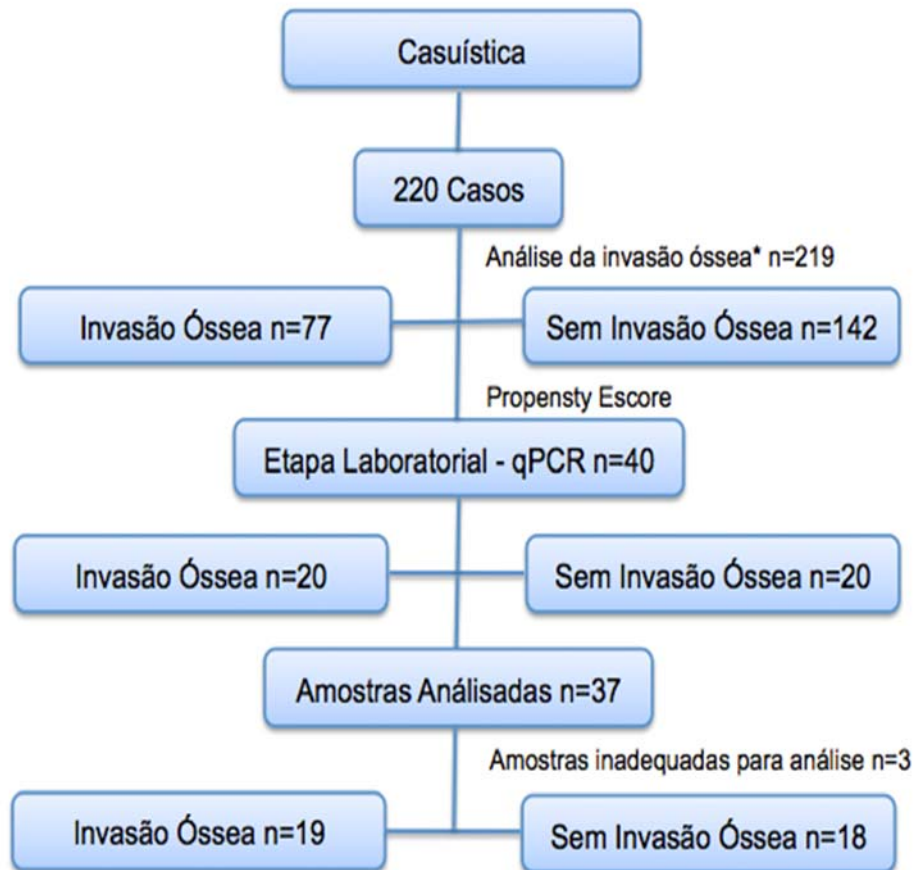 Casuística
220 Casos
Análise da invasão óssea* n=219
Invasão Óssea n=77
Sem Invasão Óssea n=142
Propensty Escore
Etapa Laboratorial - qPCR n=40
Invasão Óssea n=20
Sem Invasão Óssea n=20
Amostras Análisadas n=37
Amostras inadequadas para análise n=3
Invasão Óssea n=19
Sem Invasão Óssea n=18